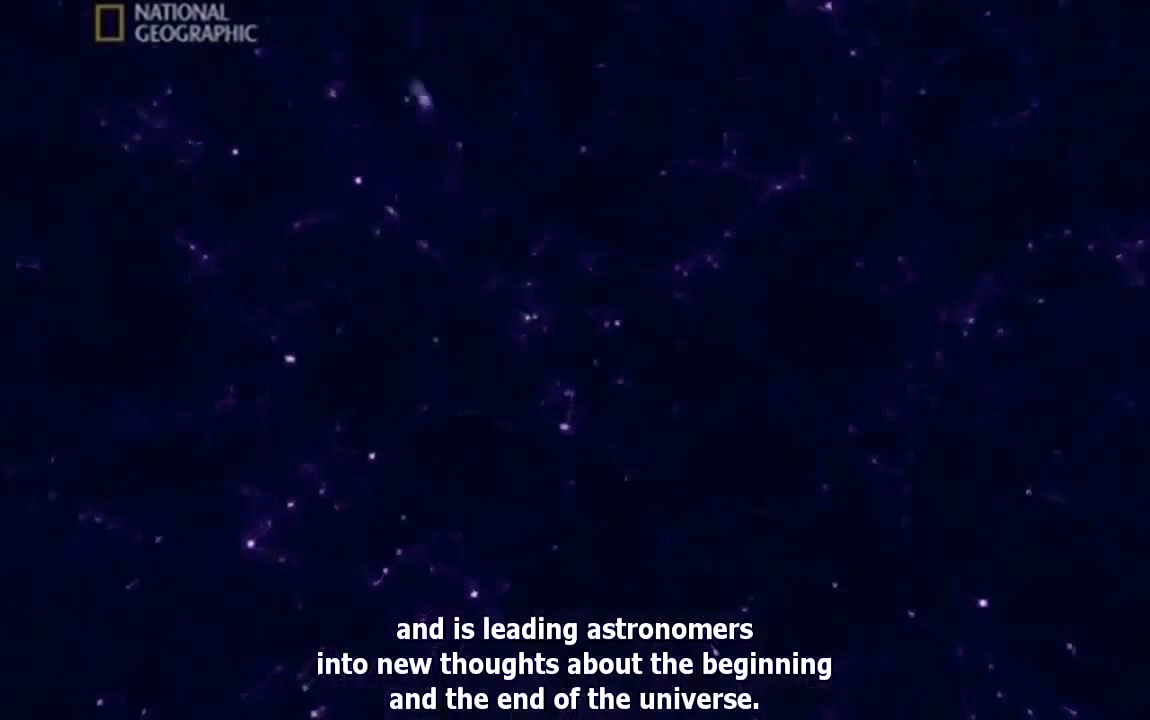 NATIONAL
GEOGRAPHIC
and is leading astronomers
into new thoughts about the beginning
and the end of the universe.